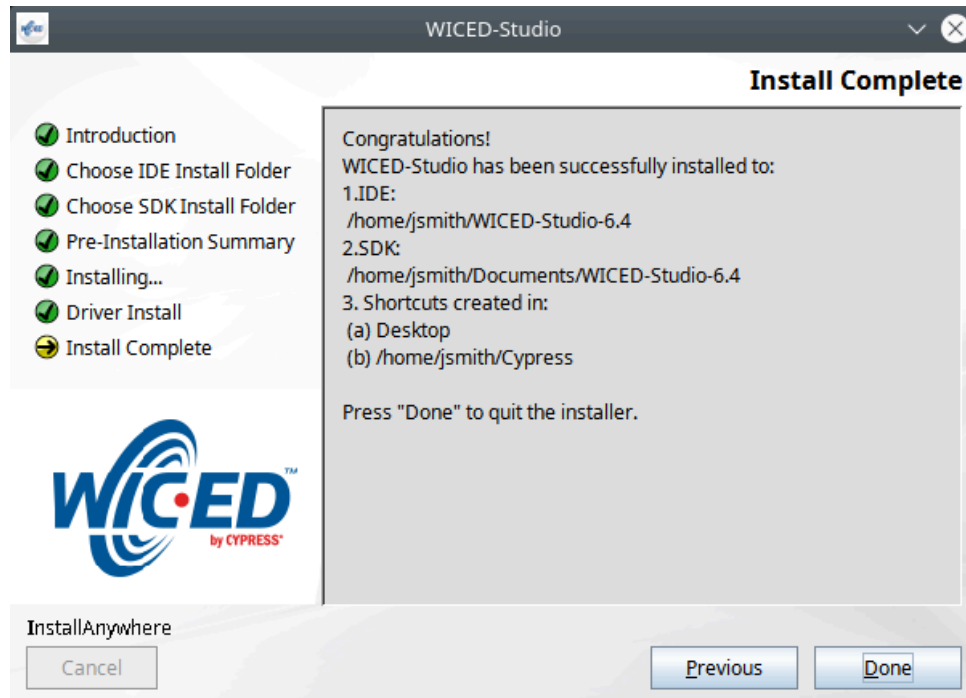 WICED-Studio
Install Complete
Introduction
Choose IDE Install Folder
Choose SDK Install Folder
Pre-Installation Summary
Installing...
Driver Install
Install Complete
Congratulations!
WICED-Studio has been successfully installed to:
1.IDE:
/home/jsmith/WICED-Studio-6.4
2.SDK:
/home/jsmith/Documents/WICED-Studio-6.4
3. Shortcuts created in:
(a) Desktop
(b) /home/jsmith/Cypress
Press "Done" to quit the installer.
WICED™
by CYPRESS®
InstallAnywhere
Cancel
Previous
Done